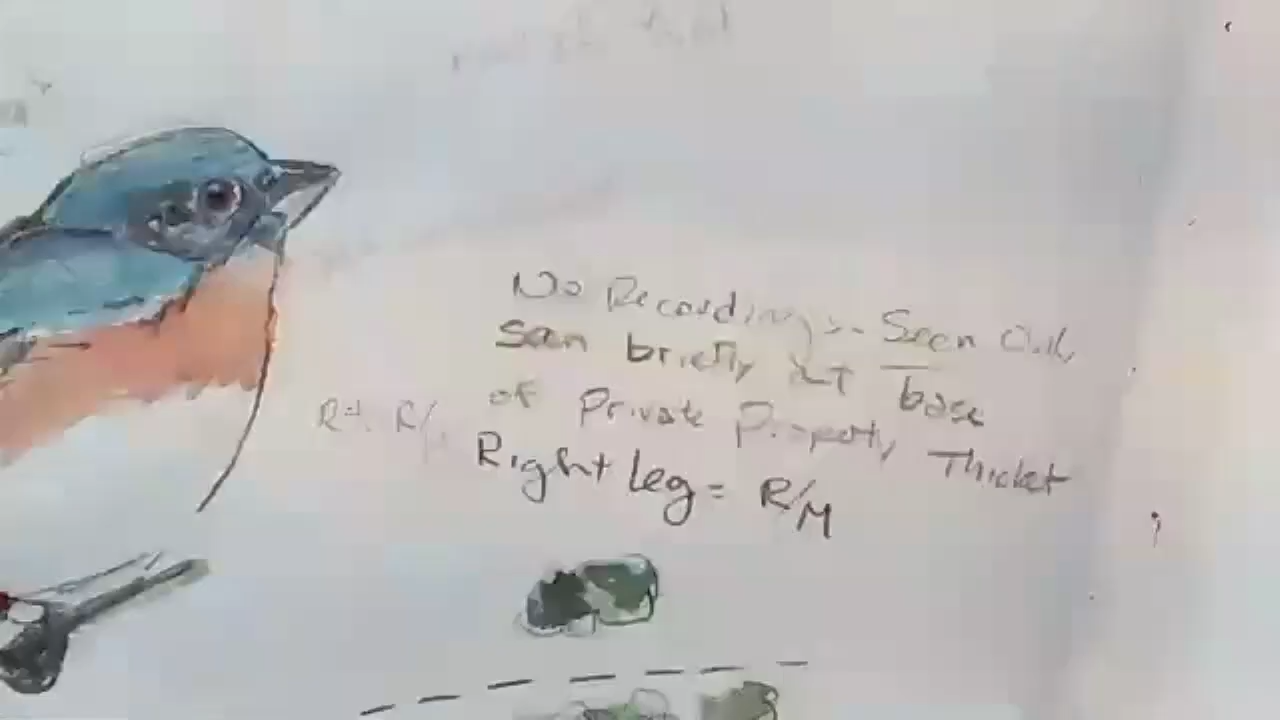 No Recordings. Seen Only
seen briefly at base
of Private Property Thicket
Right Leg = R/M